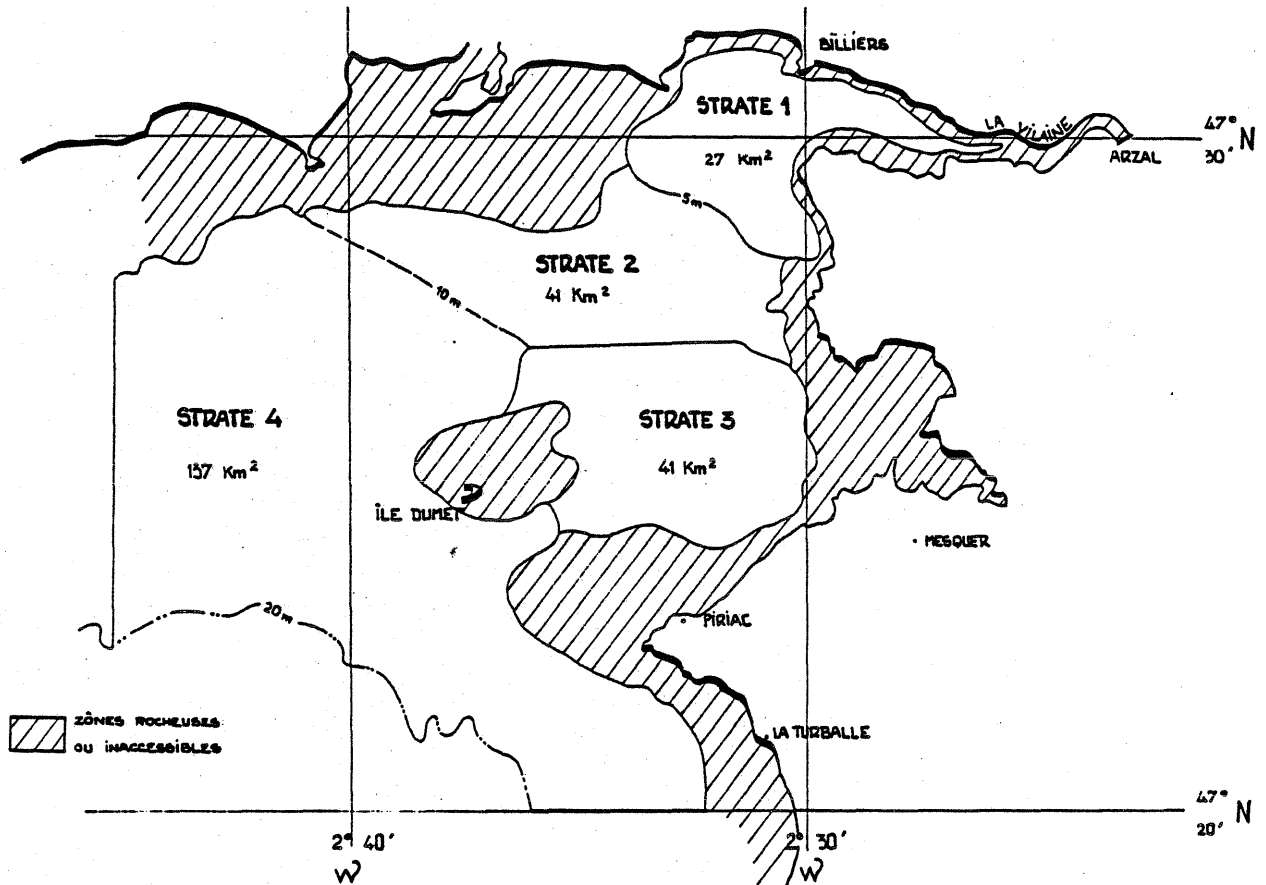 BILLIERS
STRATE 1
27 Km²
LA VILAINE
47° N
30'
ARZAL
5m
STRATE 2
41 Km²
10 m
STRATE 4
137 Km²
STRATE 3
41 Km²
ÎLE DUMET
MESQUER
PIRIAC
20 m
ZÔNES ROCHEUSES
OU INACCESSIBLES
LA TURBALLE
47° N
20'
2° 40'
W
2° 30'
W